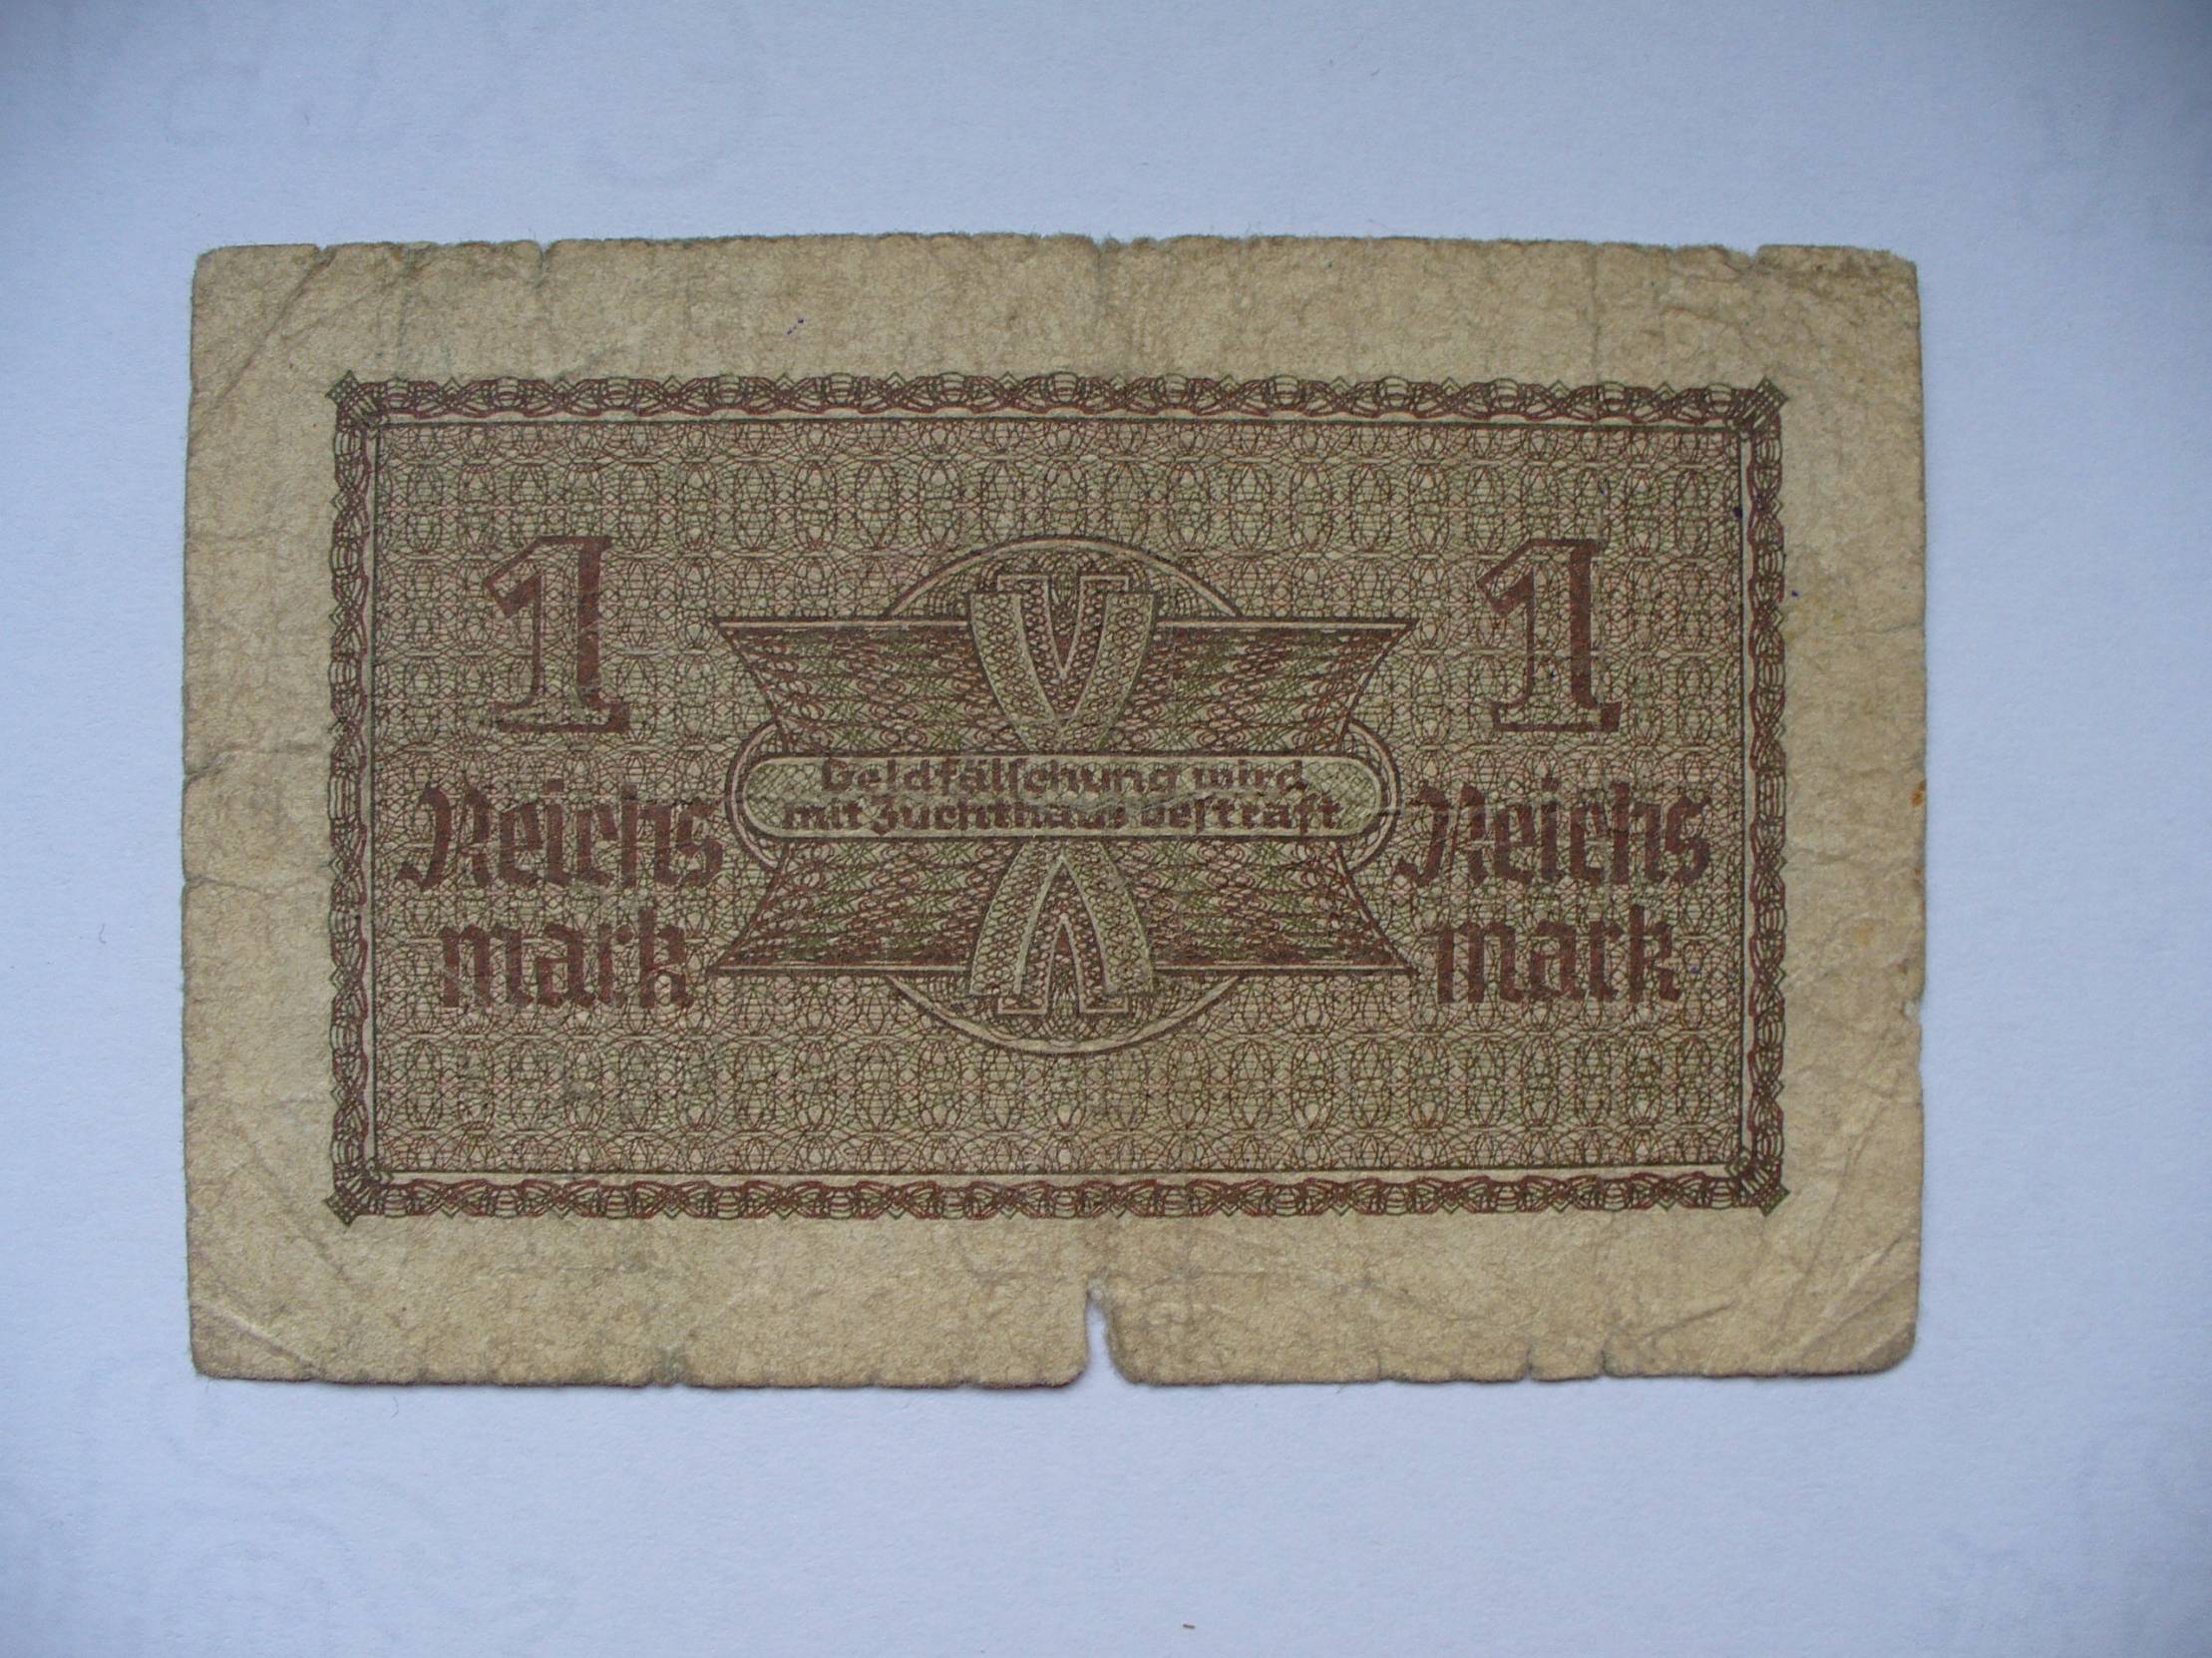 1
1
Geldfälschung wird
mit Zuchthaus bestraft
Reichs
mark
Reichs
mark